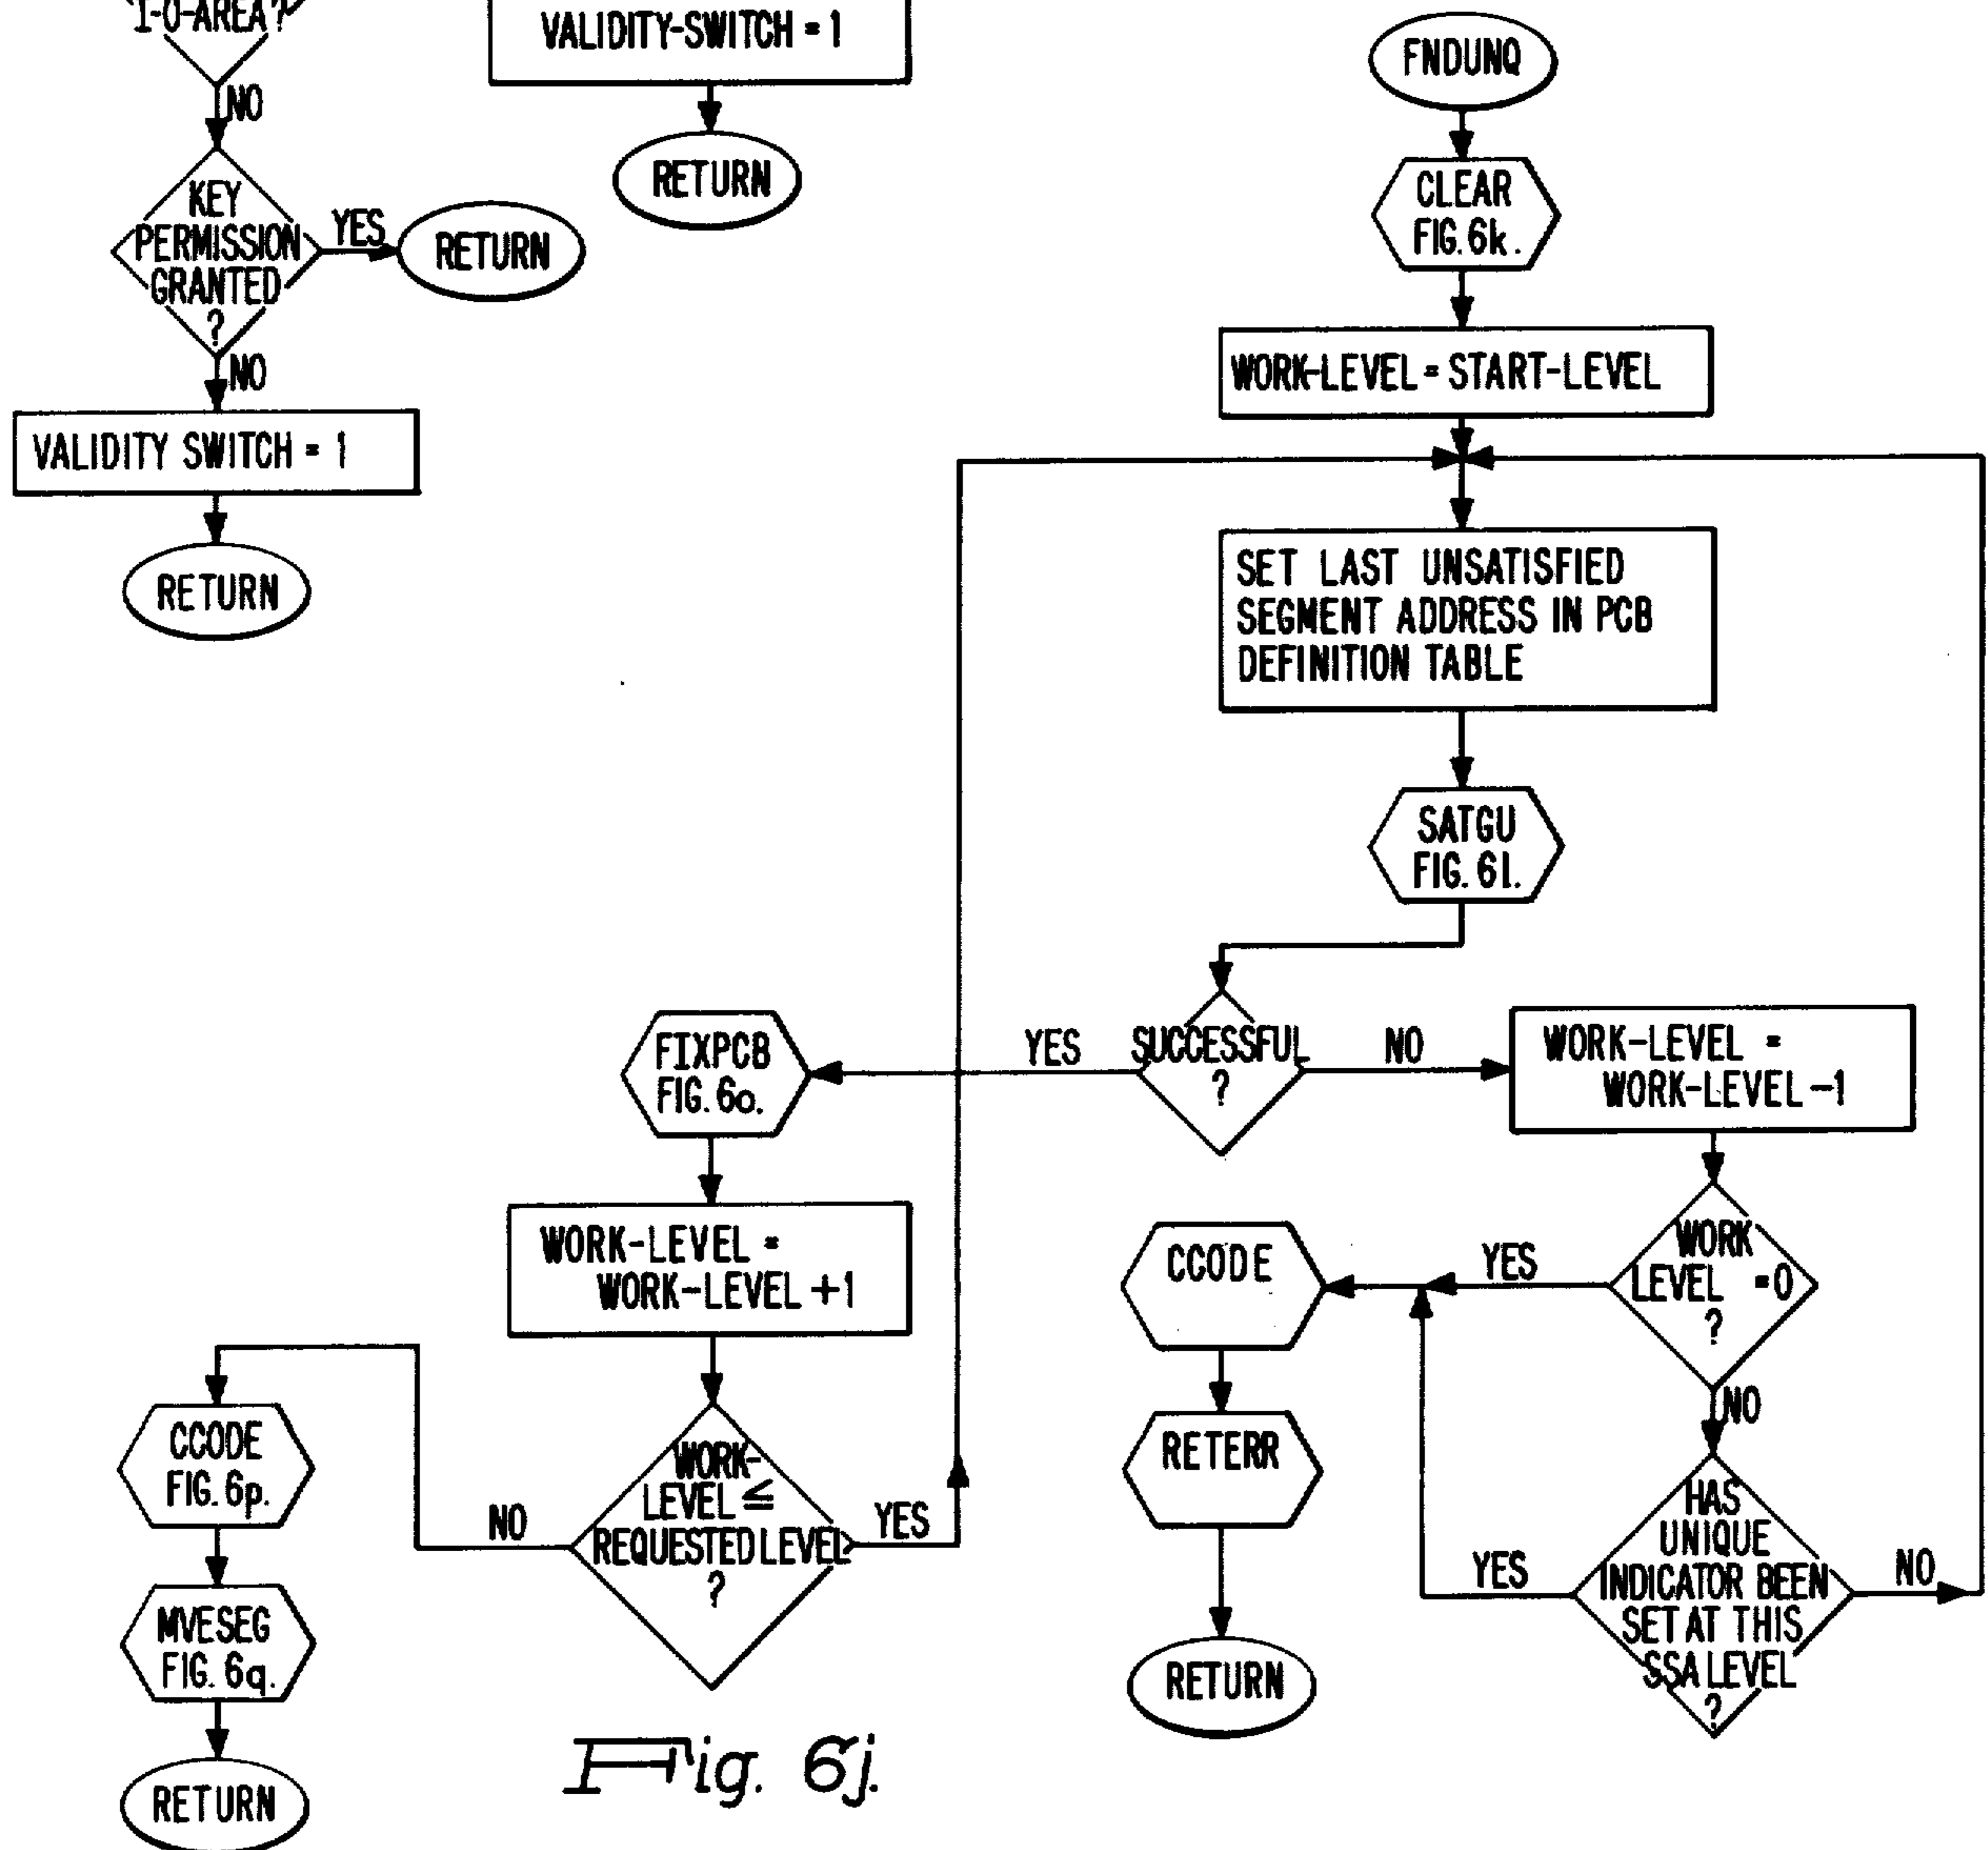 I-O-AREA?
NO
KEY
PERMISSION
GRANTED
?
YES
RETURN
NO
VALIDITY SWITCH = 1
RETURN
VALIDITY-SWITCH = 1
RETURN
FNDUNQ
CLEAR
FIG. 6k.
WORK-LEVEL = START-LEVEL
SET LAST UNSATISFIED
SEGMENT ADDRESS IN PCB
DEFINITION TABLE
SATGU
FIG. 6l.
SUCCESSFUL
?
YES
NO
FIXPCB
FIG. 6o.
WORK-LEVEL =
WORK-LEVEL +1
WORK-
LEVEL ≦
REQUESTED LEVEL
?
YES
NO
CCODE
FIG. 6p.
MVESEG
FIG. 6q.
RETURN
WORK-LEVEL =
WORK-LEVEL -1
WORK
LEVEL =0
?
YES
NO
CCODE
RETERR
RETURN
HAS
UNIQUE
INDICATOR BEEN
SET AT THIS
SSA LEVEL
?
YES
NO
Fig. 6j.